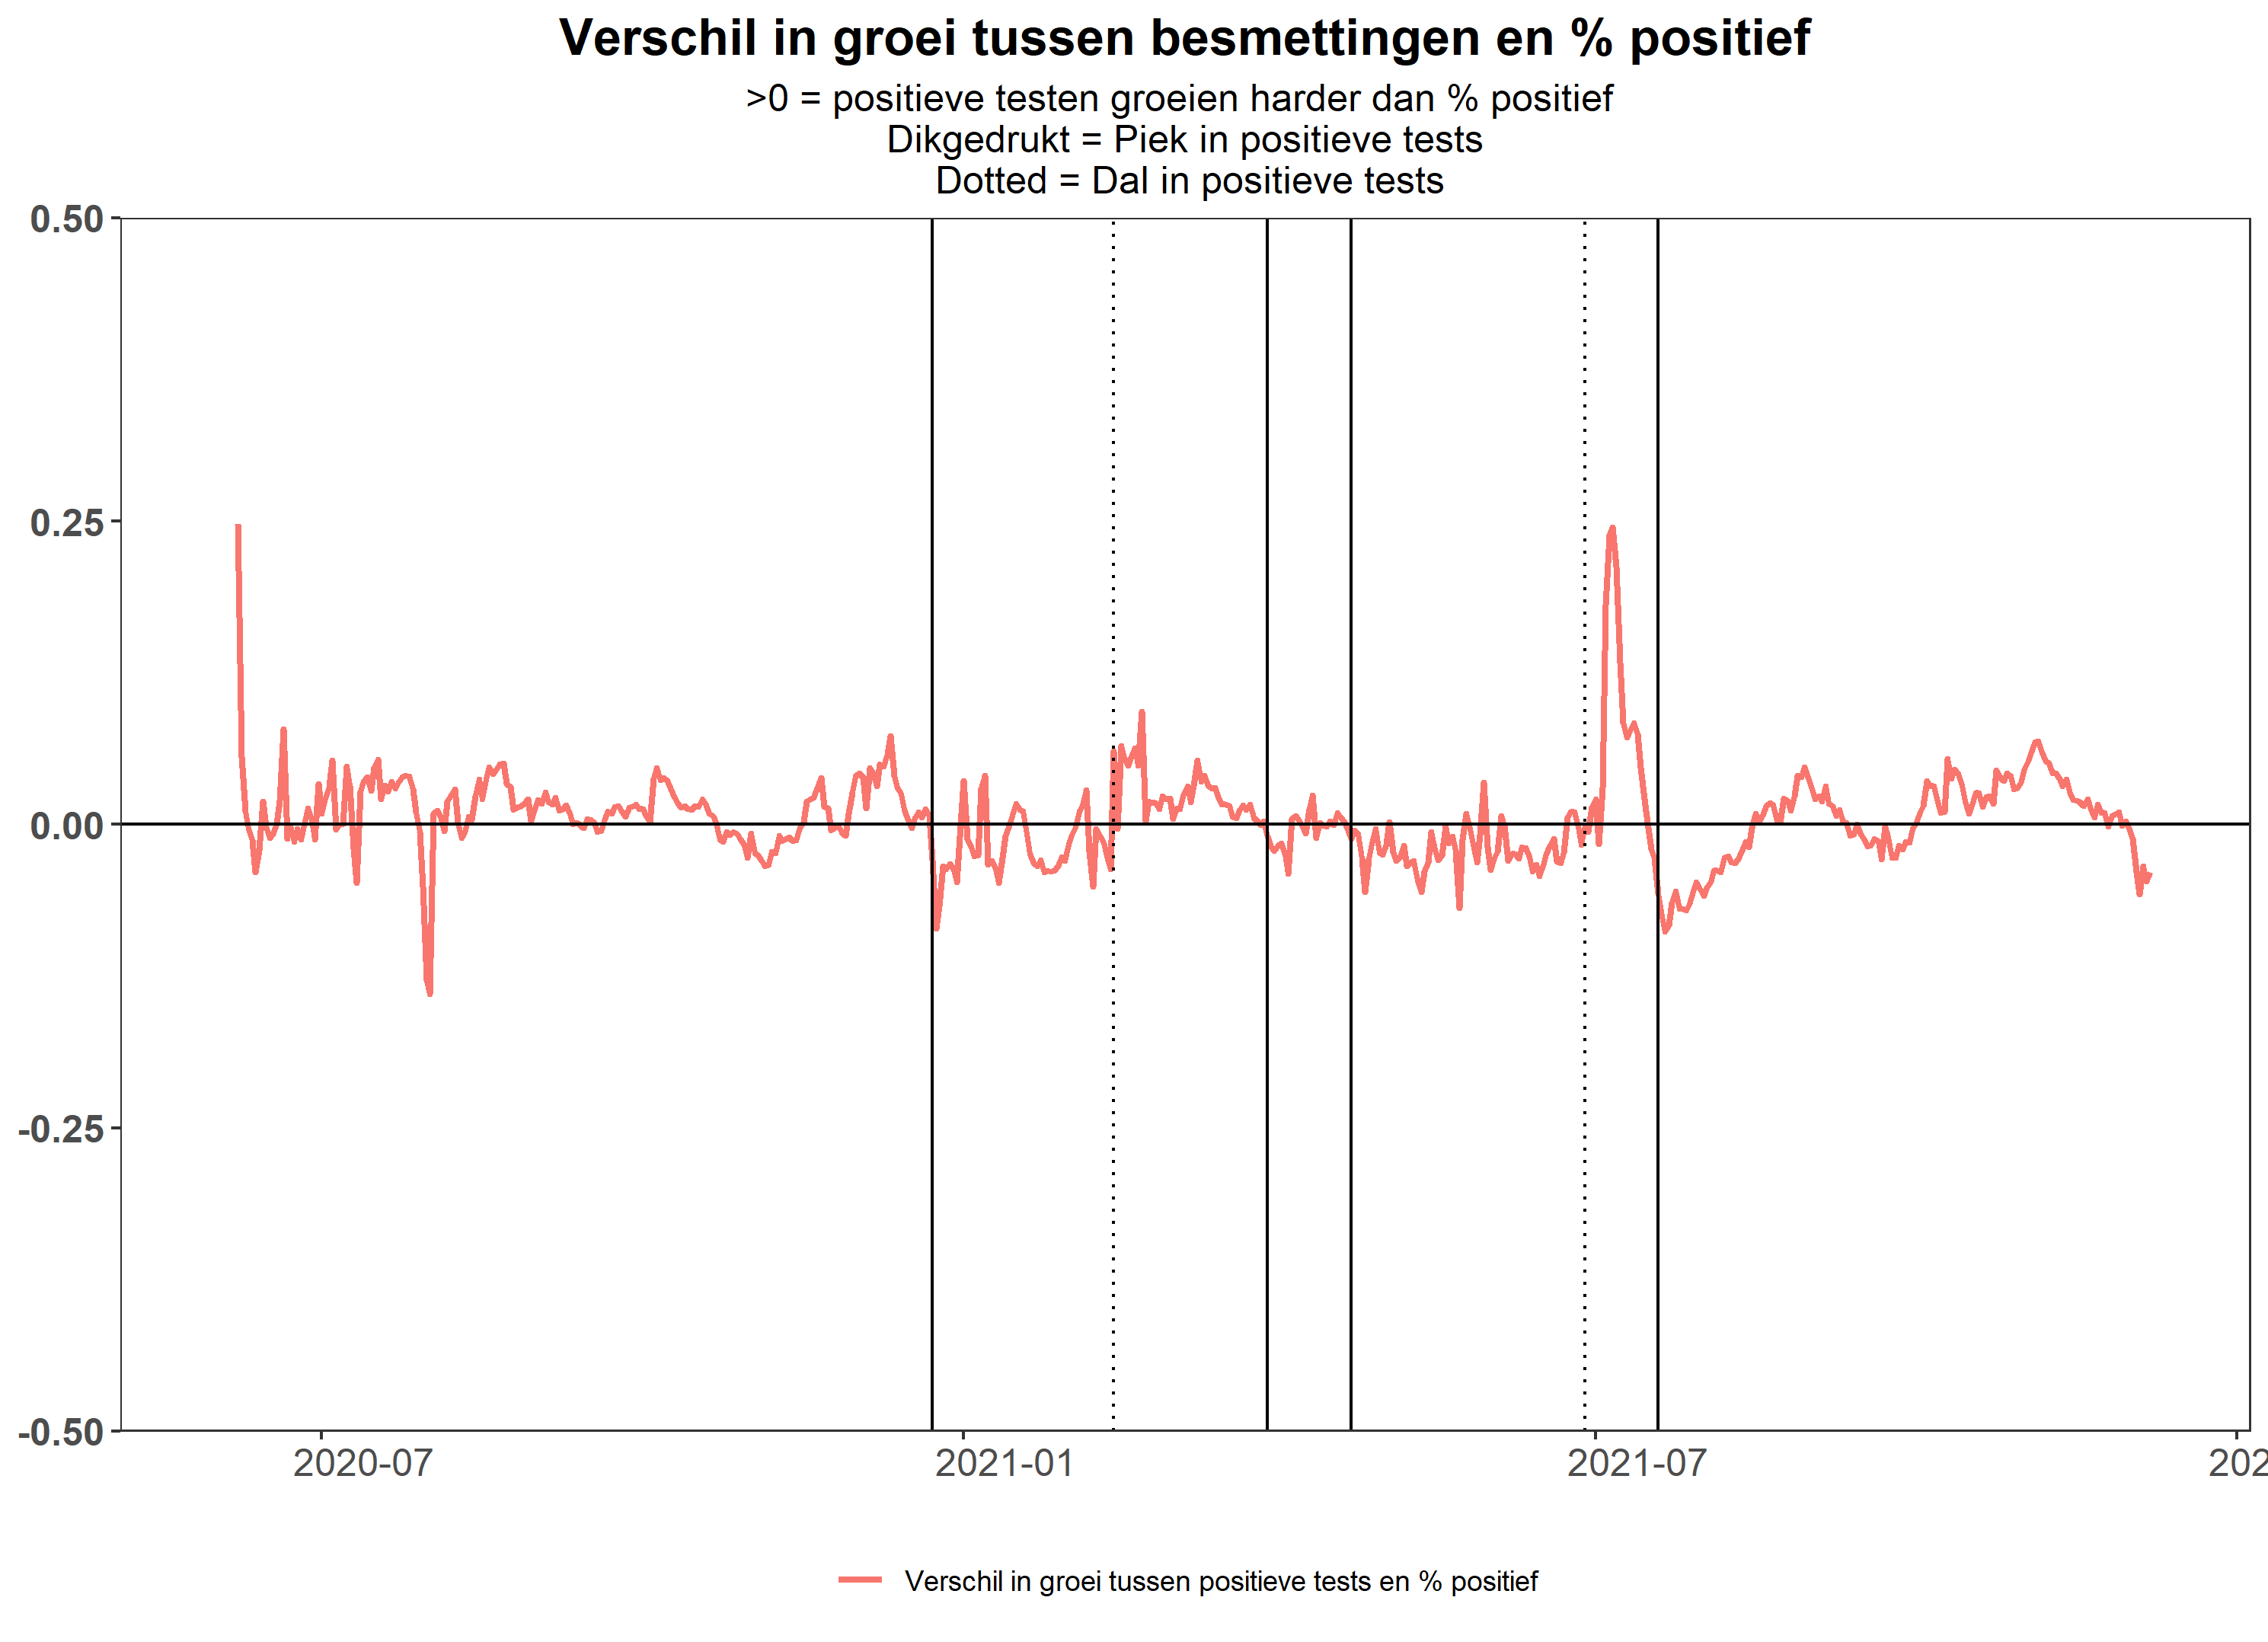 Verschil in groei tussen besmettingen en % positief
>0 = positieve testen groeien harder dan % positief
Dikgedrukt = Piek in positieve tests
Dotted = Dal in positieve tests
0.50
0.25
0.00
-0.25
-0.50
2020-07
2021-01
2021-07
202
Verschil in groei tussen positieve tests en % positief